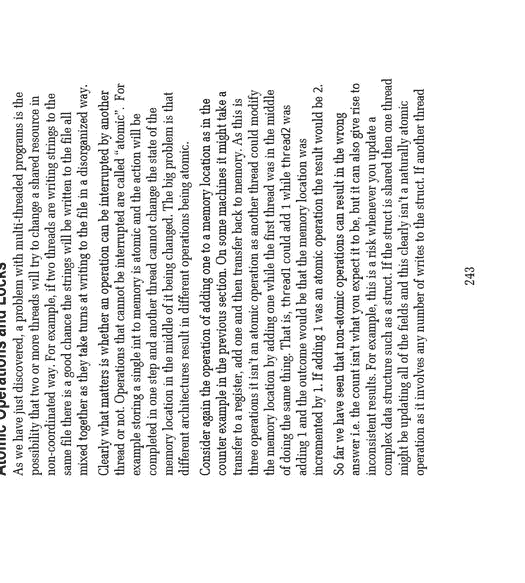 Atomic Operations and Locks
As we have just discovered, a problem with multi-threaded programs is the
possibility that two or more threads will try to change a shared resource in
non-coordinated way. For example, if two threads are writing strings to the
same file there is a good chance the strings will be written to the file all
mixed together as they take turns at writing to the file in a disorganized way.
Clearly what matters is whether an operation can be interrupted by another
thread or not. Operations that cannot be interrupted are called “atomic”. For
example storing a single int to memory is atomic and the action will be
completed in one step and another thread cannot change the state of the
memory location in the middle of it being changed. The big problem is that
different architectures result in different operations being atomic.
Consider again the operation of adding one to a memory location as in the
counter example in the previous section. On some machines it might take a
transfer to a register, add one and then transfer back to memory. As this is
three operations it isn't an atomic operation as another thread could modify
the memory location by adding one while the first thread was in the middle
of doing the same thing. That is, thread1 could add 1 while thread2 was
adding 1 and the outcome would be that the memory location was
incremented by 1. If adding 1 was an atomic operation the result would be 2.
So far we have seen that non-atomic operations can result in the wrong
answer i.e. the count isn't what you expect it to be, but it can also give rise to
inconsistent results. For example, this is a risk whenever you update a
complex data structure such as a struct. If the struct is shared then one thread
might be updating all of the fields and this clearly isn't a naturally atomic
operation as it involves any number of writes to the struct. If another thread
243